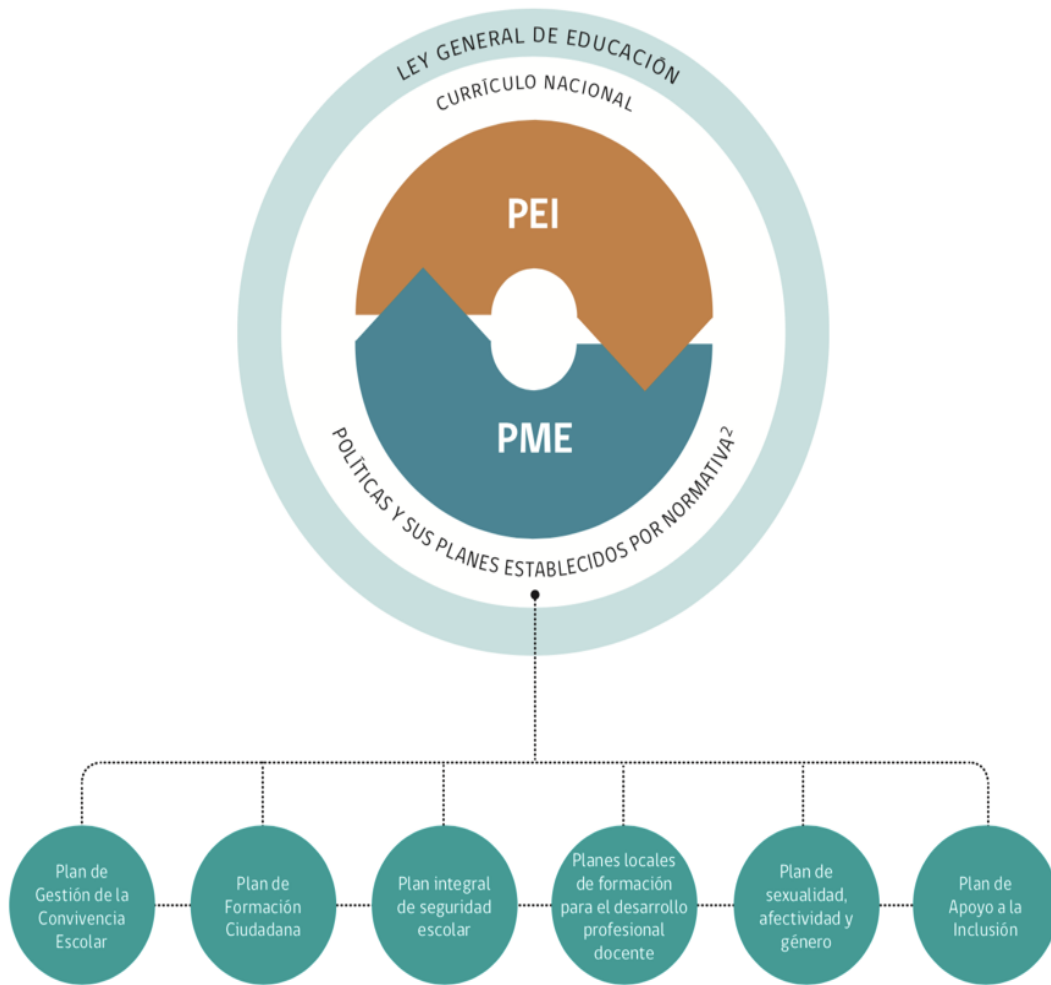 LEY GENERAL DE EDUCACIÓN
CURRÍCULO NACIONAL
PEI
PME
POLÍTICAS Y SUS PLANES ESTABLECIDOS POR NORMATIVA²
Plan de
Gestión de la
Convivencia
Escolar
Plan de
Formación
Ciudadana
Plan integral
de seguridad
escolar
Planes locales
de formación
para el desarrollo
profesional
docente
Plan de
sexualidad,
afectividad y
género
Plan de
Apoyo a la
Inclusión